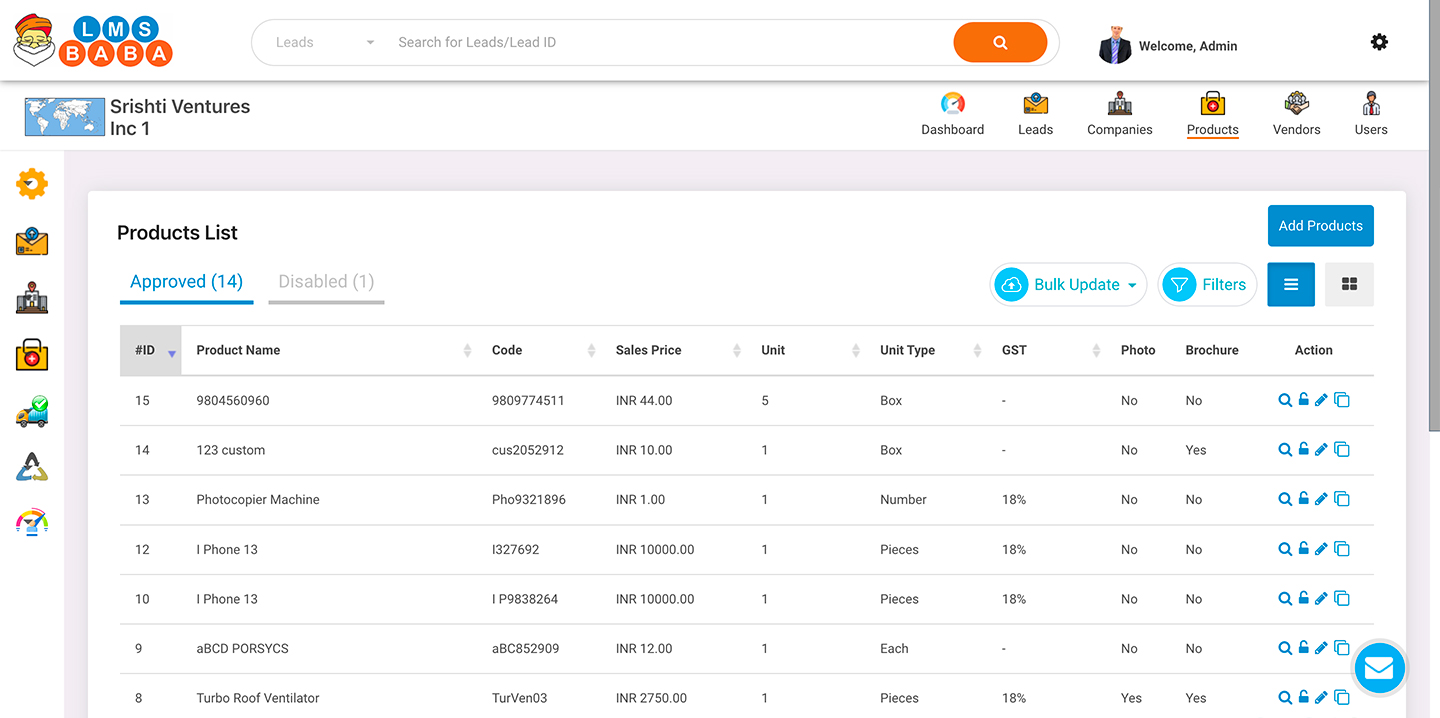 LMS
BABA
Leads
Search for Leads/Lead ID
Welcome, Admin
Srishti Ventures
Inc 1
Dashboard Leads Companies Products Vendors Users
Products List
Add Products
Approved (14) Disabled (1)
Bulk Update Filters
#ID Product Name Code Sales Price Unit Unit Type GST Photo Brochure Action
15 9804560960 9809774511 INR 44.00 5 Box - No No
14 123 custom cus2052912 INR 10.00 1 Box - No Yes
13 Photocopier Machine Pho9321896 INR 1.00 1 Number 18% No No
12 I Phone 13 I327692 INR 10000.00 1 Pieces 18% No No
10 I Phone 13 I P9838264 INR 10000.00 1 Pieces 18% No No
9 aBCD PORSYCS aBC852909 INR 12.00 1 Each - No No
8 Turbo Roof Ventilator TurVen03 INR 2750.00 1 Pieces 18% Yes Yes